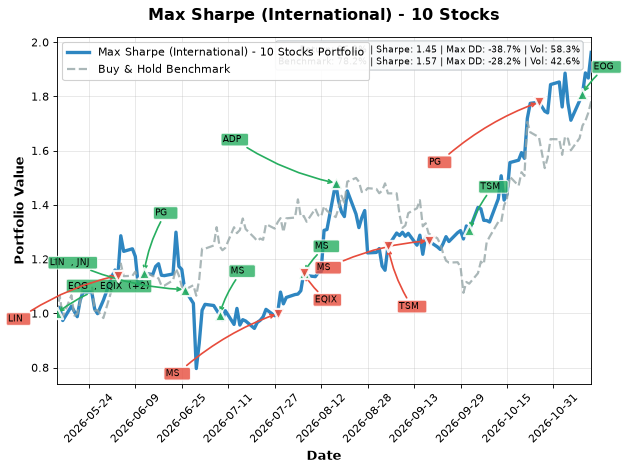 Max Sharpe (International) - 10 Stocks
Max Sharpe (International) - 10 Stocks Portfolio
Buy & Hold Benchmark
| Sharpe: 1.45 | Max DD: -38.7% | Vol: 58.3%
Benchmark: 78.2% | Sharpe: 1.57 | Max DD: -28.2% | Vol: 42.6%
EOG
ADP
PG
TSM
PG
MS
LIN , JNJ
MS
MS
EOG , EQIX (+2)
EQIX
TSM
LIN
MS
Portfolio Value
2.0
1.8
1.6
1.4
1.2
1.0
0.8
2026-05-24
2026-06-09
2026-06-25
2026-07-11
2026-07-27
2026-08-12
2026-08-28
2026-09-13
2026-09-29
2026-10-15
2026-10-31
Date